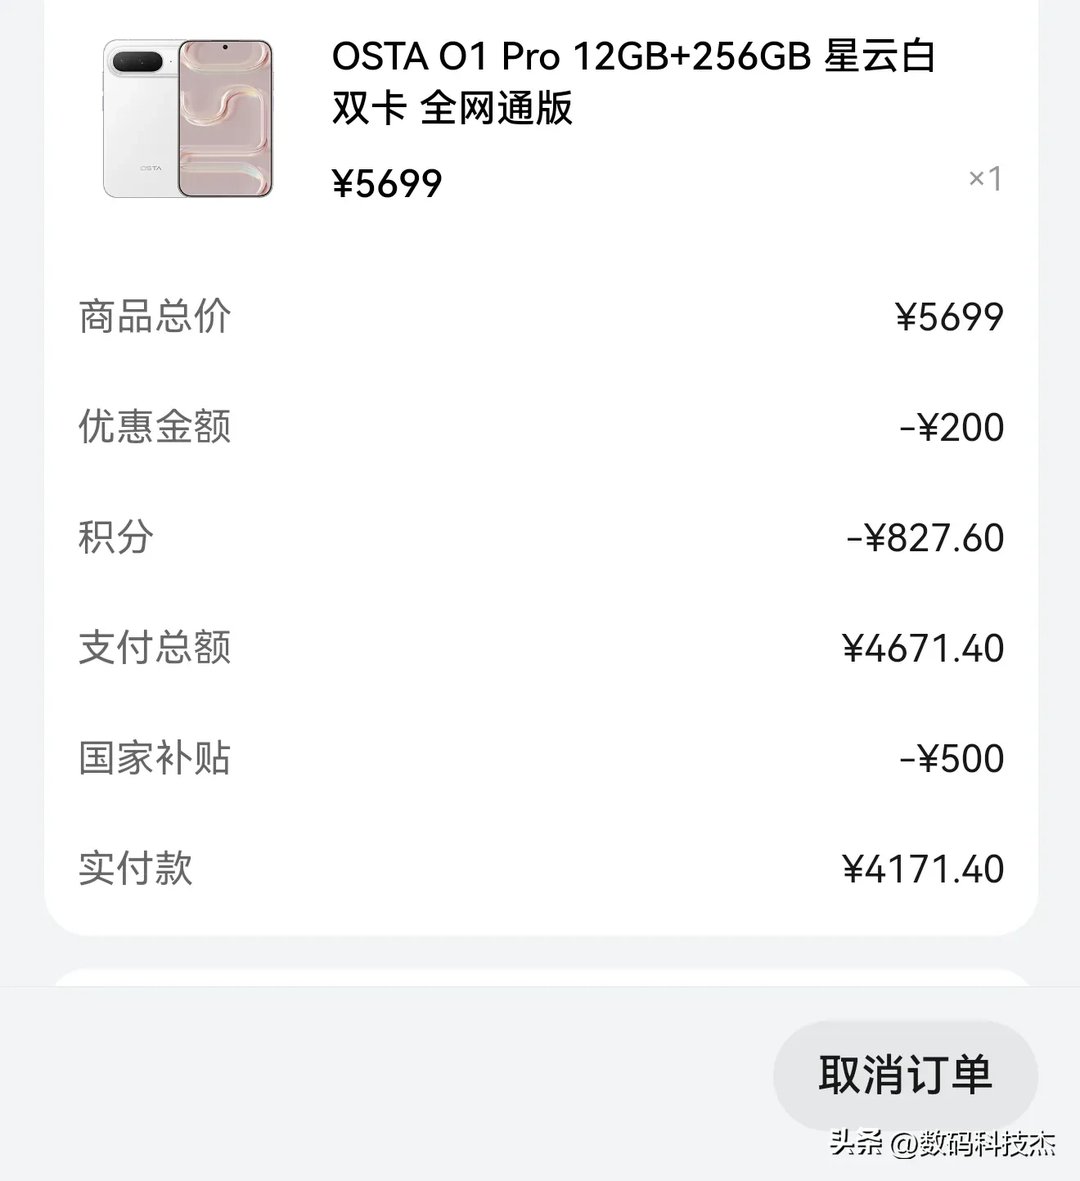 OSTA O1 Pro 12GB+256GB 星云白
双卡 全网通版
¥5699
×1
OSTA
商品总价 ¥5699
优惠金额 -¥200
积分 -¥827.60
支付总额 ¥4671.40
国家补贴 -¥500
实付款 ¥4171.40
取消订单
头条 @数码科技杰